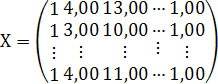 1 4,00 13,00 ⋯ 1,00
1 3,00 10,00 ⋯ 1,00
X = ⋮ ⋮ ⋮ ⋮ ⋮
1 4,00 11,00 ⋯ 1,00